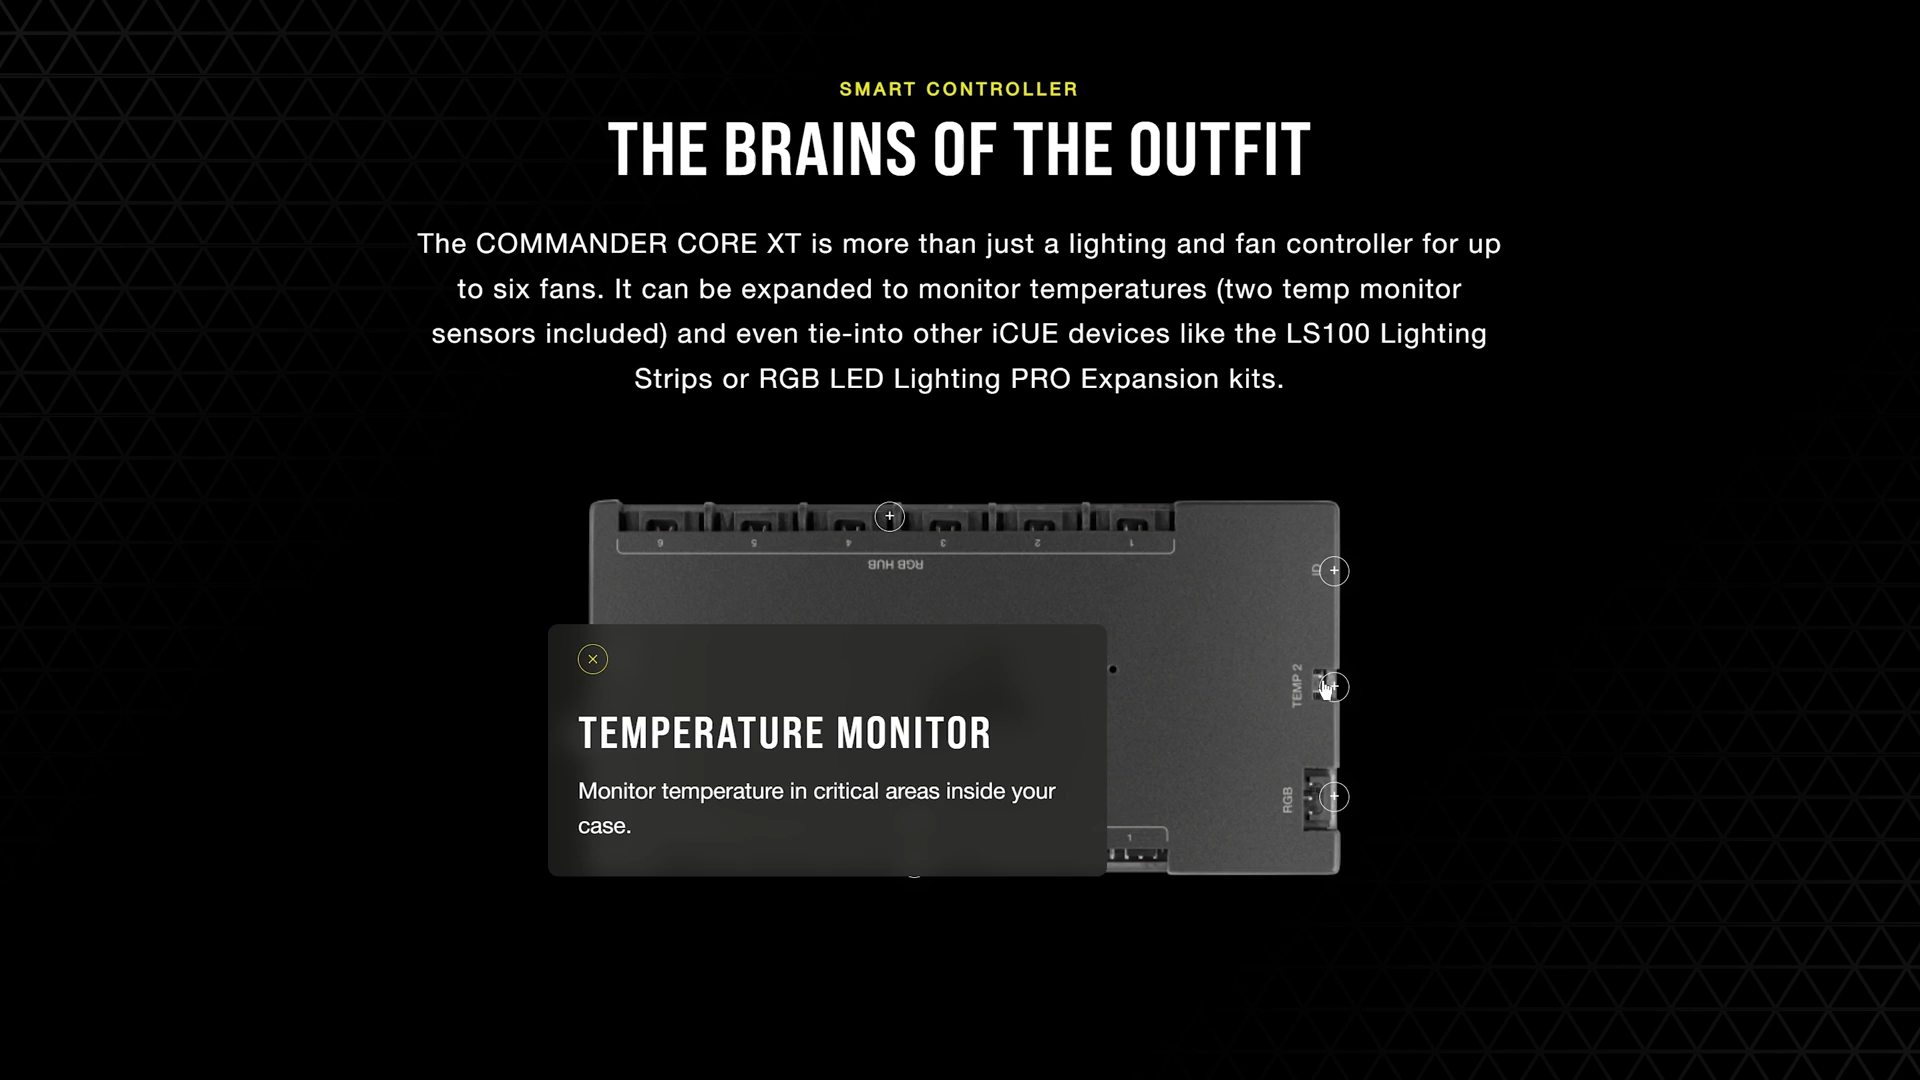 SMART CONTROLLER
THE BRAINS OF THE OUTFIT
The COMMANDER CORE XT is more than just a lighting and fan controller for up
to six fans. It can be expanded to monitor temperatures (two temp monitor
sensors included) and even tie-into other iCUE devices like the LS100 Lighting
Strips or RGB LED Lighting PRO Expansion kits.
6 5 4 3 2 1
RGB HUB
ID
TEMP 2
TEMPERATURE MONITOR
Monitor temperature in critical areas inside your
case.
RGB
1